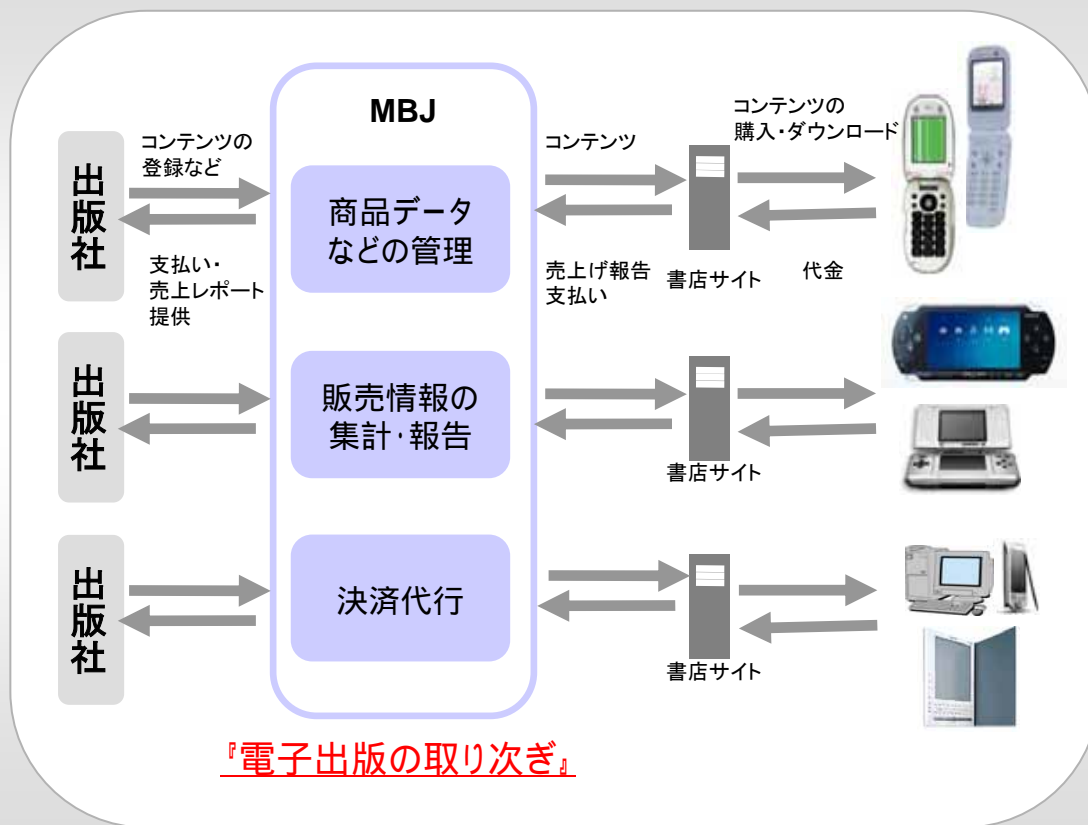 MBJ
コンテンツの
登録など
コンテンツ
コンテンツの
購入・ダウンロード
出版社
商品データ
などの管理
支払い・
売上レポート
提供
売上げ報告
支払い
書店サイト
代金
出版社
販売情報の
集計・報告
書店サイト
出版社
決済代行
書店サイト
『電子出版の取り次ぎ』